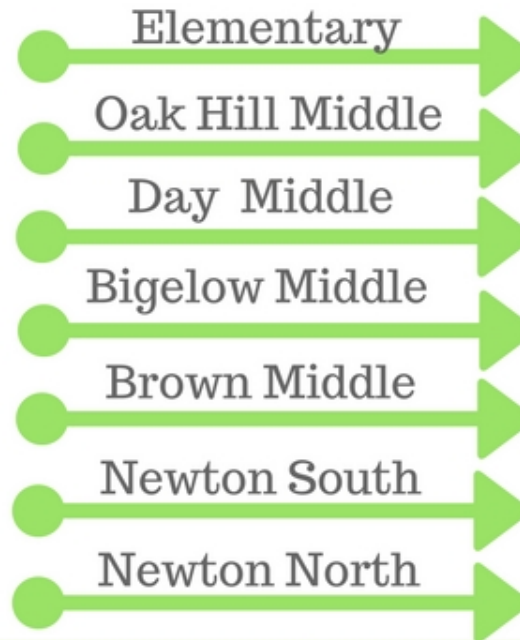 Elementary
Oak Hill Middle
Day Middle
Bigelow Middle
Brown Middle
Newton South
Newton North